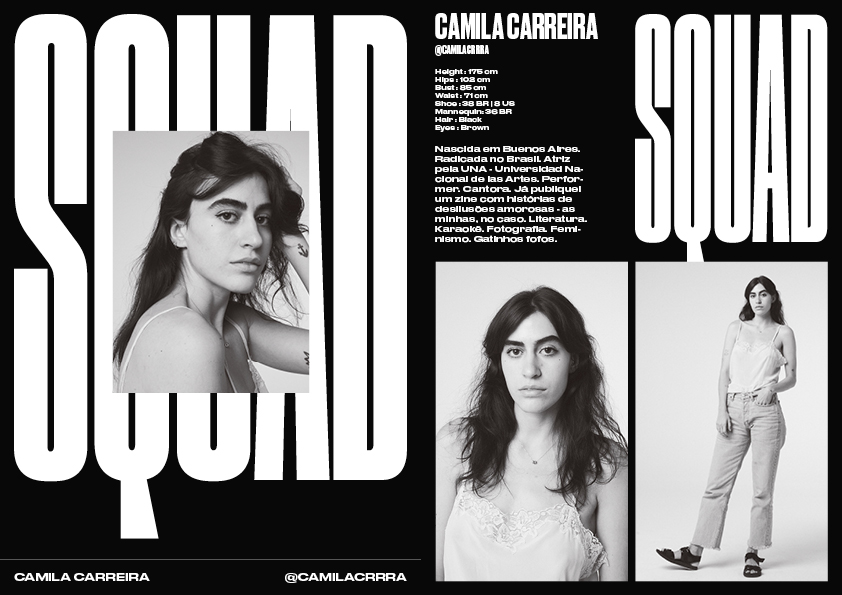 SQUAD
CAMILA CARREIRA
@CAMILACRRRA
CAMILA CARREIRA
@CAMILACRRRA
Height : 175 cm
Hips : 102 cm
Bust : 85 cm
Waist : 71 cm
Shoe : 38 BR | 8 US
Mannequin: 36 BR
Hair : Black
Eyes : Brown
Nascida em Buenos Aires.
Radicada no Brasil. Atriz
pela UNA - Universidad Na-
cional de las Artes. Perfor-
mer. Cantora. Já publiquei
um zine com histórias de
desilusões amorosas - as
minhas, no caso. Literatura.
Karaokê. Fotografia. Femi-
nismo. Gatinhos fofos.
SQUAD